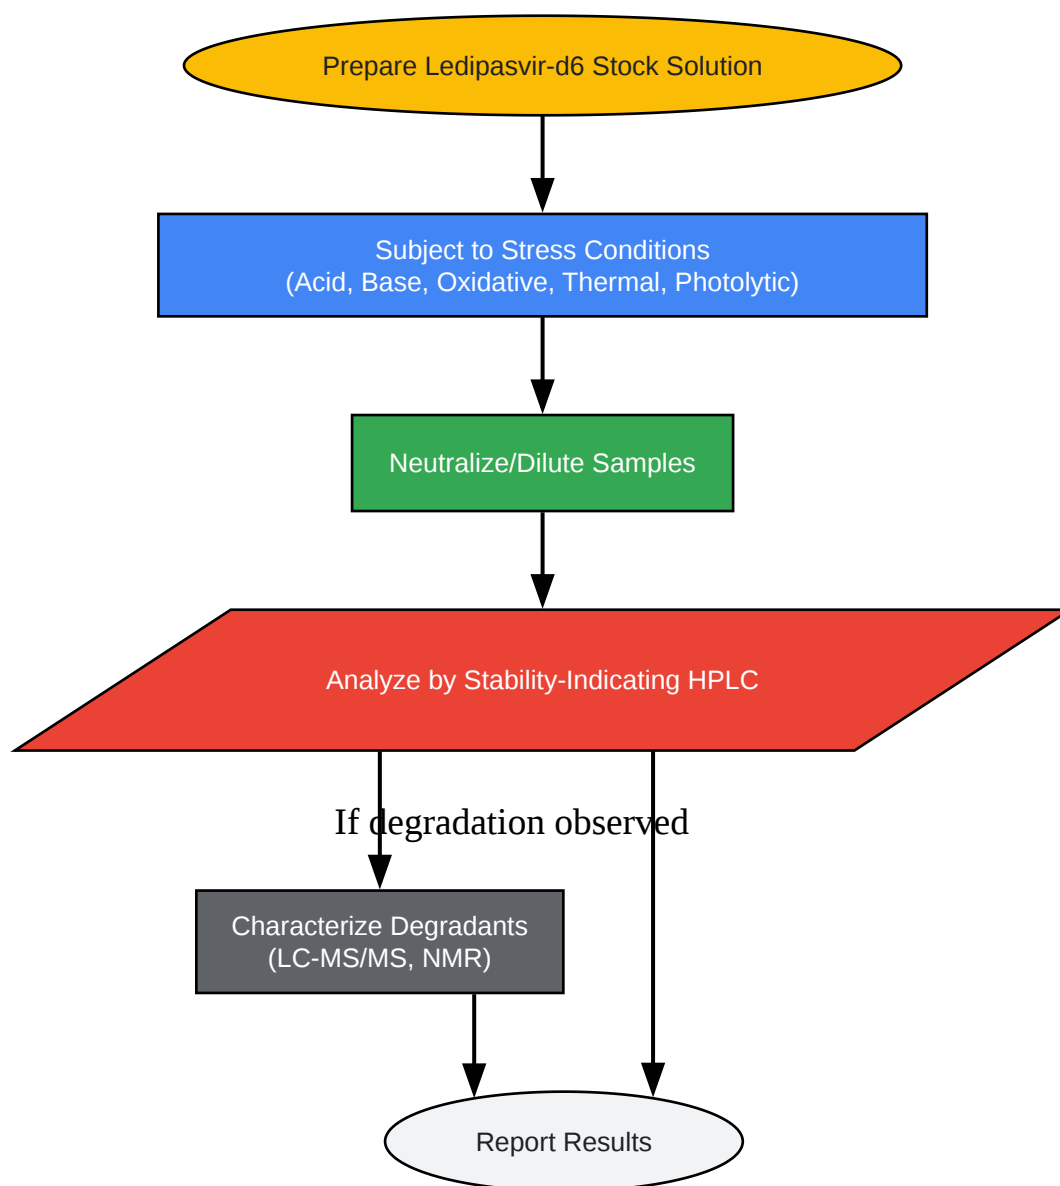 Prepare Ledipasvir-d6 Stock Solution
Subject to Stress Conditions
(Acid, Base, Oxidative, Thermal, Photolytic)
Neutralize/Dilute Samples
Analyze by Stability-Indicating HPLC
If degradation observed
Characterize Degradants
(LC-MS/MS, NMR)
Report Results